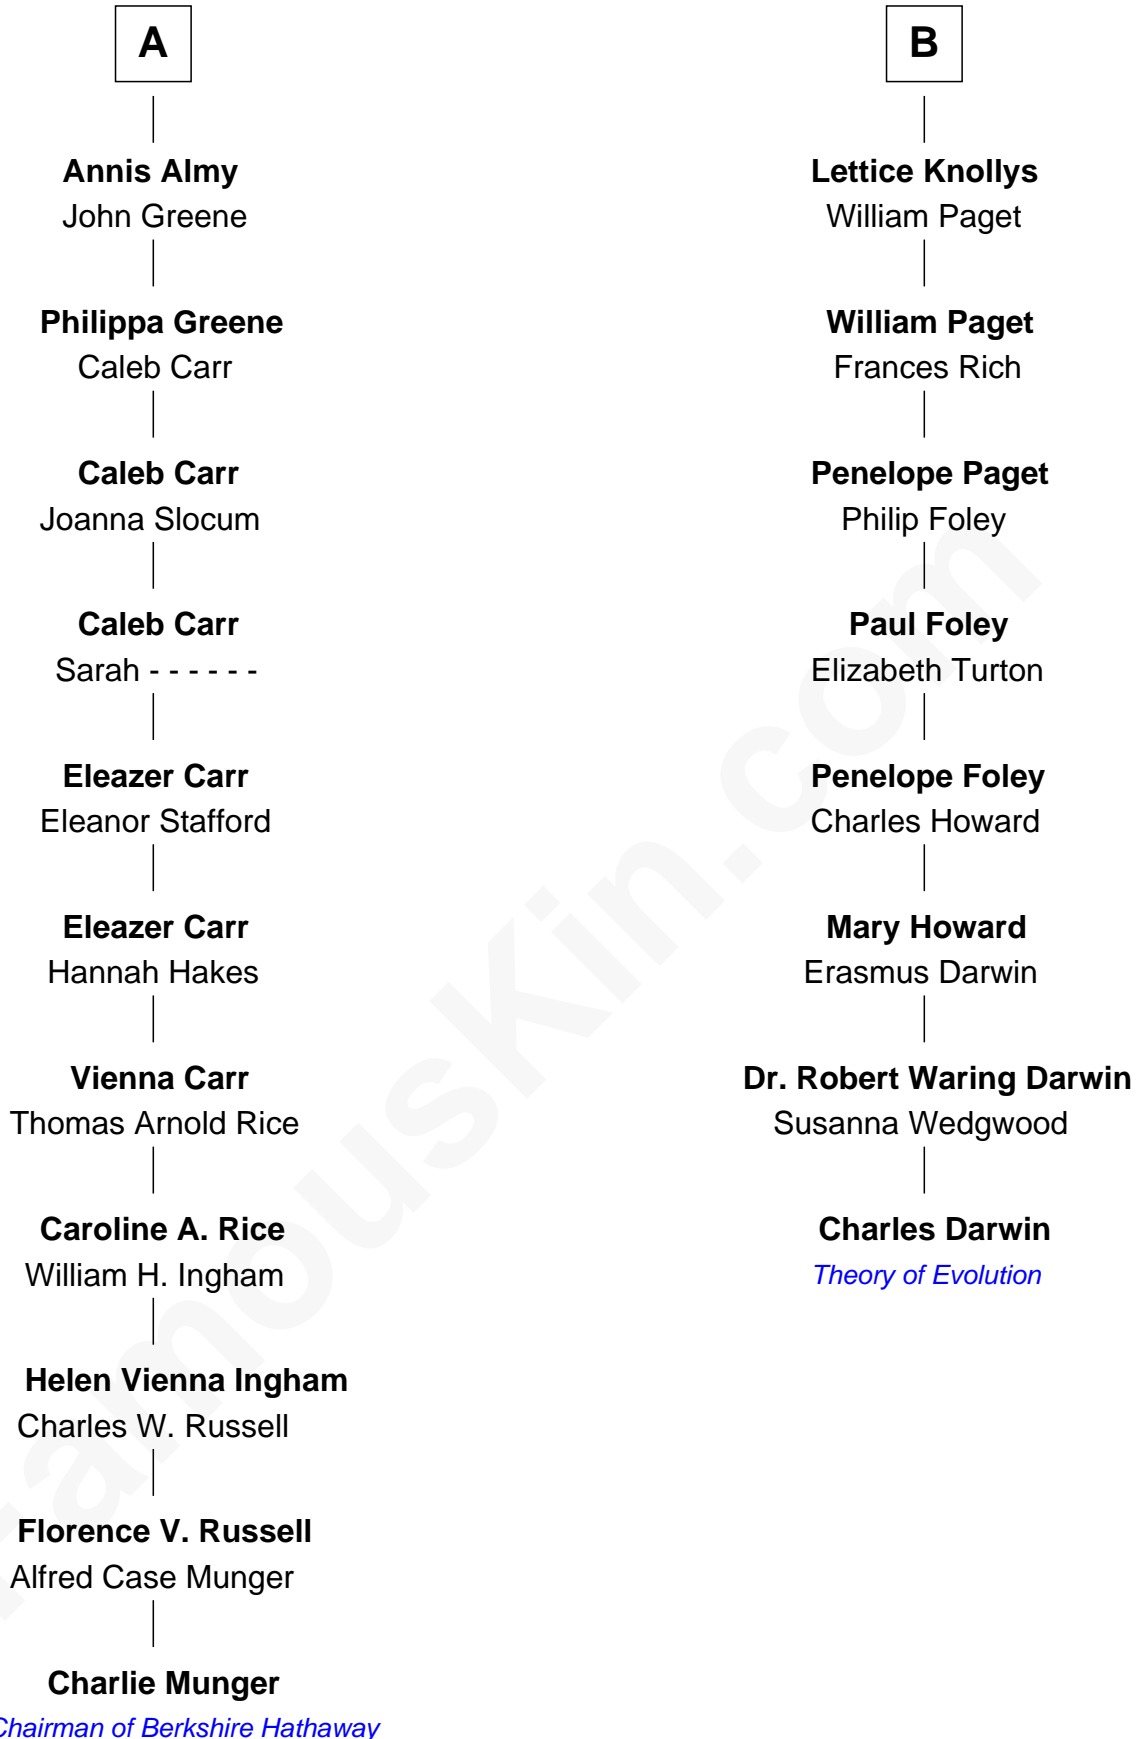 A
Annis Almy
John Greene
Philippa Greene
Caleb Carr
Caleb Carr
Joanna Slocum
Caleb Carr
Sarah - - - - - -
Eleazer Carr
Eleanor Stafford
Eleazer Carr
Hannah Hakes
Vienna Carr
Thomas Arnold Rice
Caroline A. Rice
William H. Ingham
Helen Vienna Ingham
Charles W. Russell
Florence V. Russell
Alfred Case Munger
Charlie Munger
Chairman of Berkshire Hathaway
B
Lettice Knollys
William Paget
William Paget
Frances Rich
Penelope Paget
Philip Foley
Paul Foley
Elizabeth Turton
Penelope Foley
Charles Howard
Mary Howard
Erasmus Darwin
Dr. Robert Waring Darwin
Susanna Wedgwood
Charles Darwin
Theory of Evolution
FamousKin.com